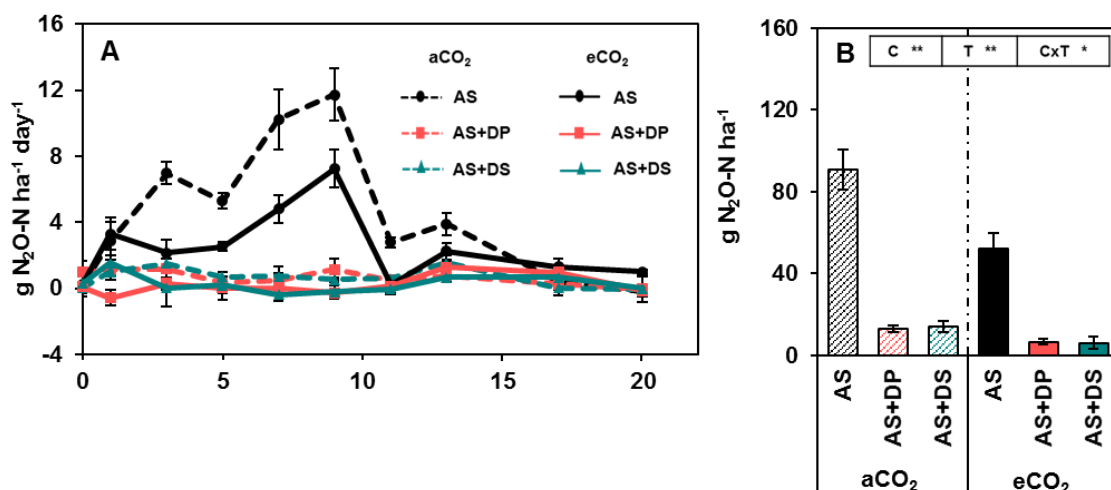 A
g N₂O-N ha⁻¹ day⁻¹
16
12
8
4
0
-4
0 5 10 15 20
aCO₂ eCO₂
AS AS
AS+DP AS+DP
AS+DS AS+DS
B
C ** T ** CxT *
g N₂O-N ha⁻¹
160
120
80
40
0
AS
AS+DP
AS+DS
AS
AS+DP
AS+DS
aCO₂ eCO₂